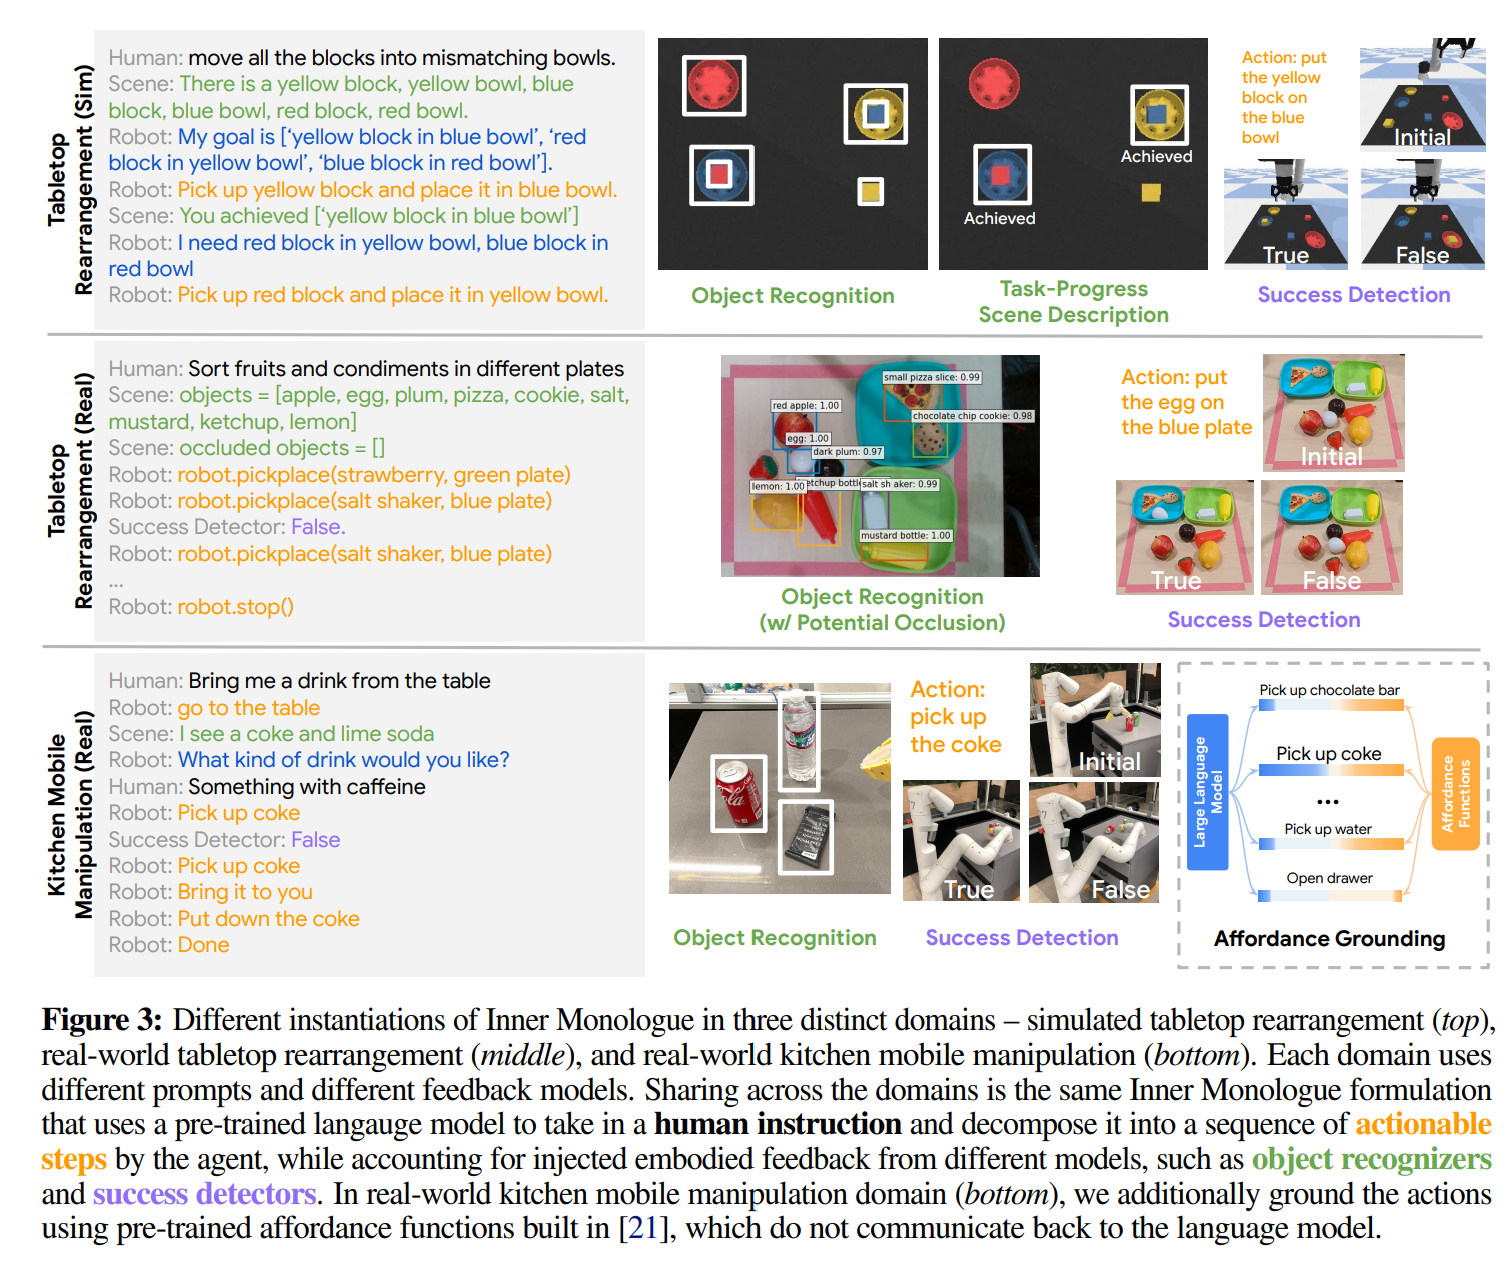 Tabletop
Rearrangement (Sim)
Human: move all the blocks into mismatching bowls.
Scene: There is a yellow block, yellow bowl, blue
block, blue bowl, red block, red bowl.
Robot: My goal is [‘yellow block in blue bowl’, ‘red
block in yellow bowl’, ‘blue block in red bowl’].
Robot: Pick up yellow block and place it in blue bowl.
Scene: You achieved [‘yellow block in blue bowl’]
Robot: I need red block in yellow bowl, blue block in
red bowl
Robot: Pick up red block and place it in yellow bowl.
Object Recognition
Achieved
Achieved
Task-Progress
Scene Description
Action: put
the yellow
block on
the blue
bowl
Initial
True
False
Success Detection
Tabletop
Rearrangement (Real)
Human: Sort fruits and condiments in different plates
Scene: objects = [apple, egg, plum, pizza, cookie, salt,
mustard, ketchup, lemon]
Scene: occluded objects = []
Robot: robot.pickplace(strawberry, green plate)
Robot: robot.pickplace(salt shaker, blue plate)
Success Detector: False.
Robot: robot.pickplace(salt shaker, blue plate)
...
Robot: robot.stop()
small pizza slice: 0.99
red apple: 1.00
chocolate chip cookie: 0.98
egg: 1.00
dark plum: 0.97
lemon: 1.00
etchup bottle
salt sh aker: 0.99
mustard bottle: 1.00
Object Recognition
(w/ Potential Occlusion)
Action: put
the egg on
the blue plate
Initial
True
False
Success Detection
Kitchen Mobile
Manipulation (Real)
Human: Bring me a drink from the table
Robot: go to the table
Scene: I see a coke and lime soda
Robot: What kind of drink would you like?
Human: Something with caffeine
Robot: Pick up coke
Success Detector: False
Robot: Pick up coke
Robot: Bring it to you
Robot: Put down the coke
Robot: Done
Object Recognition
Action:
pick up
the coke
Initial
True
False
Success Detection
Large Language
Model
Pick up chocolate bar
Pick up coke
...
Pick up water
Open drawer
Affordance
Functions
Affordance Grounding
Figure 3: Different instantiations of Inner Monologue in three distinct domains – simulated tabletop rearrangement (top),
real-world tabletop rearrangement (middle), and real-world kitchen mobile manipulation (bottom). Each domain uses
different prompts and different feedback models. Sharing across the domains is the same Inner Monologue formulation
that uses a pre-trained langauge model to take in a human instruction and decompose it into a sequence of actionable
steps by the agent, while accounting for injected embodied feedback from different models, such as object recognizers
and success detectors. In real-world kitchen mobile manipulation domain (bottom), we additionally ground the actions
using pre-trained affordance functions built in [21], which do not communicate back to the language model.